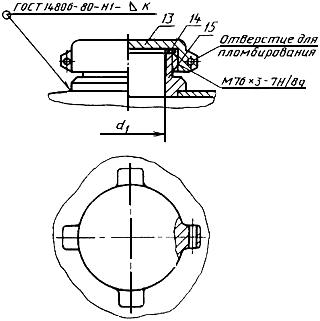 ГОСТ 14806-80-Н1- ◺ К
13
14
15
Отверстие для
пломбирования
М76×3-7Н/8g
d1